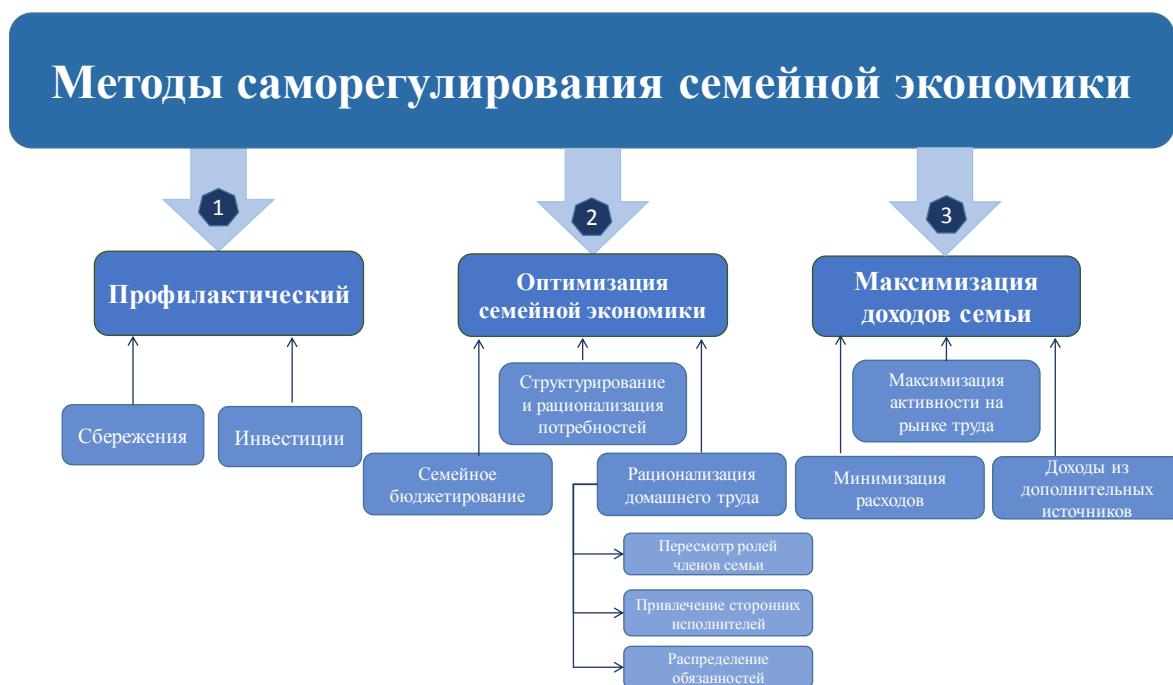 Методы саморегулирования семейной экономики
1
2
3
Профилактический
Оптимизация
семейной экономики
Максимизация
доходов семьи
Сбережения
Инвестиции
Структурирование
и рационализация
потребностей
Семейное
бюджетирование
Рационализация
домашнего труда
Пересмотр ролей
членов семьи
Привлечение сторонних
исполнителей
Распределение
обязанностей
Максимизация
активности на
рынке труда
Минимизация
расходов
Доходы из
дополнительных
источников